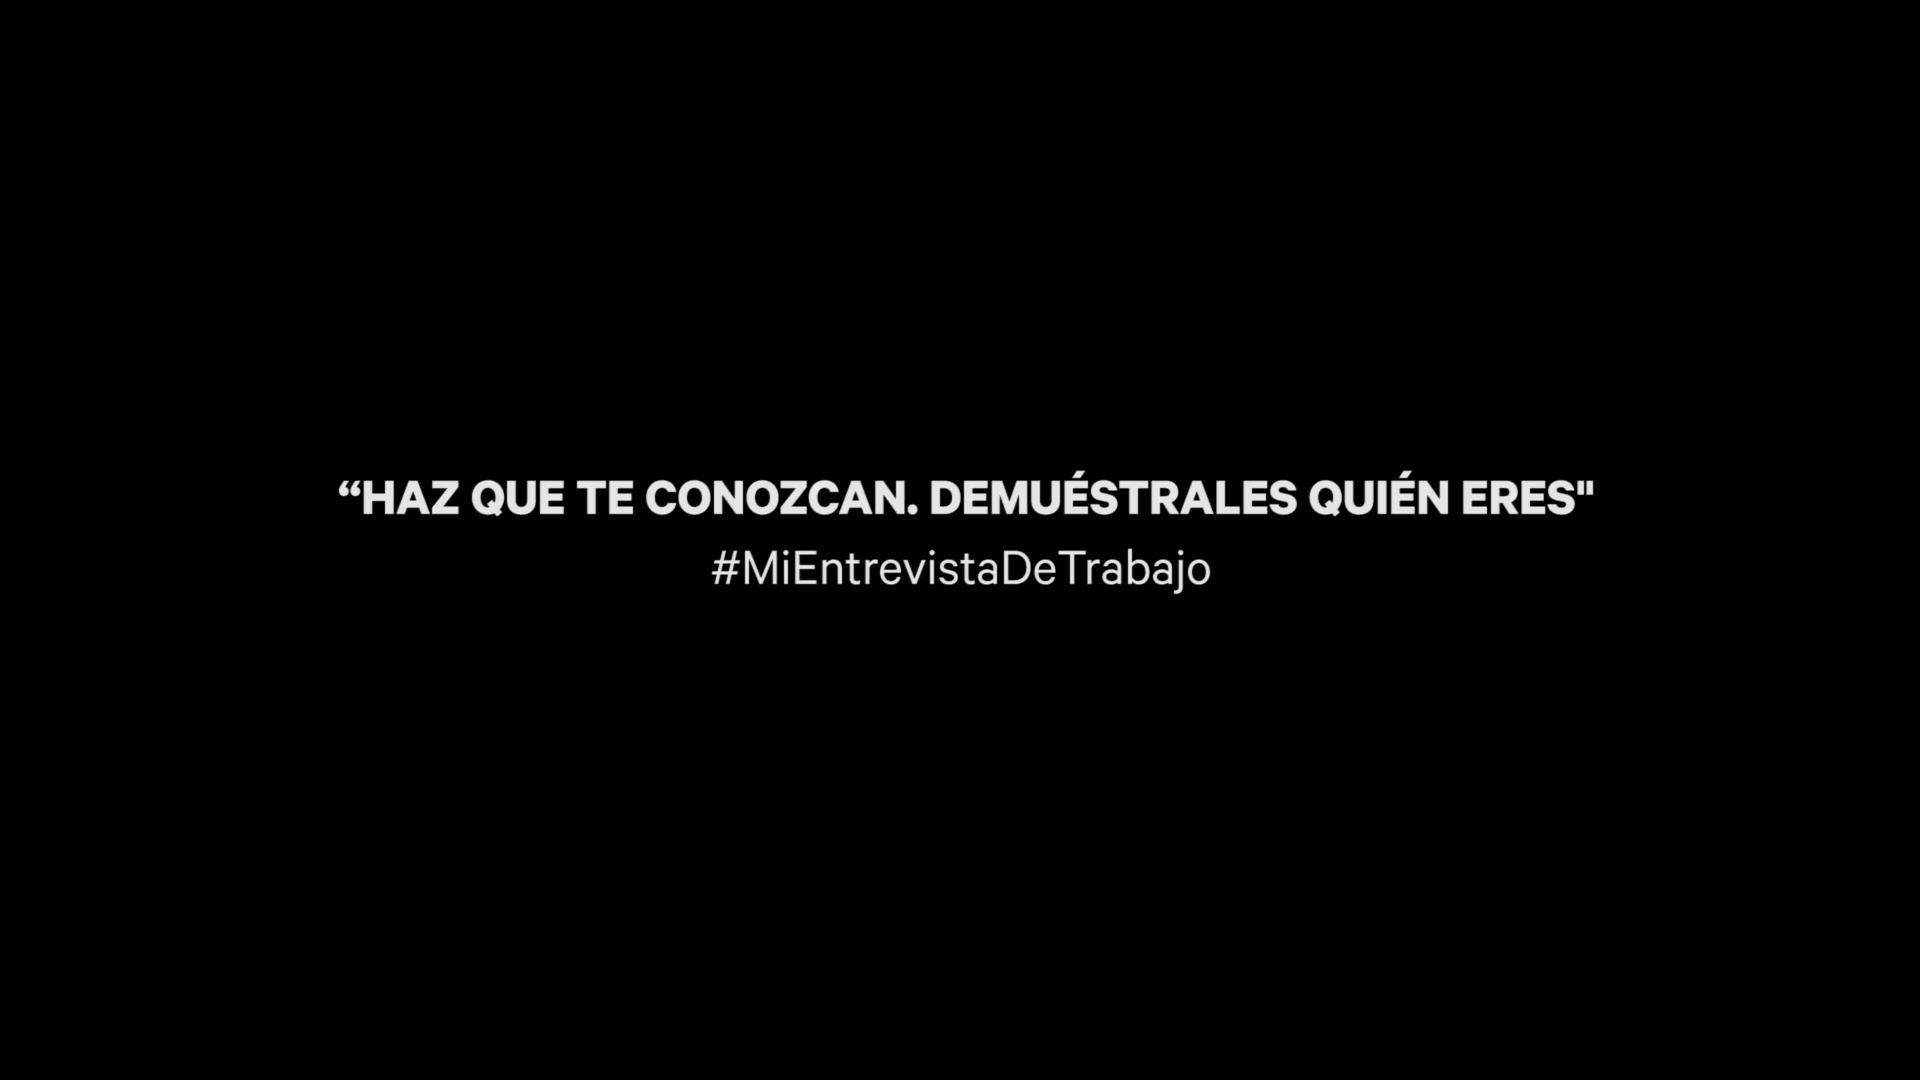 “HAZ QUE TE CONOZCAN. DEMUÉSTRALES QUIÉN ERES"
#MiEntrevistaDeTrabajo